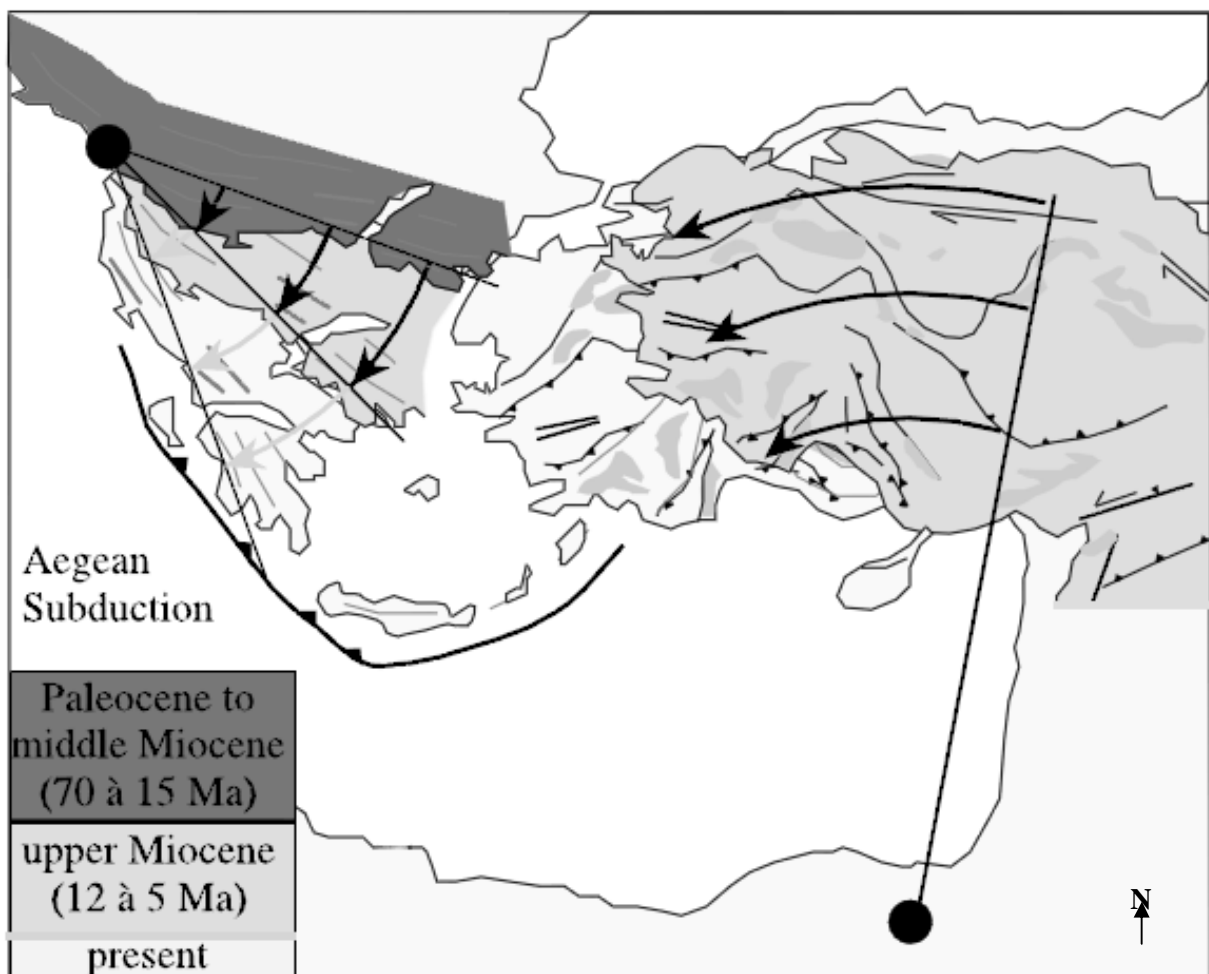 Aegean
Subduction
Paleocene to
middle Miocene
(70 à 15 Ma)
upper Miocene
(12 à 5 Ma)
present
N